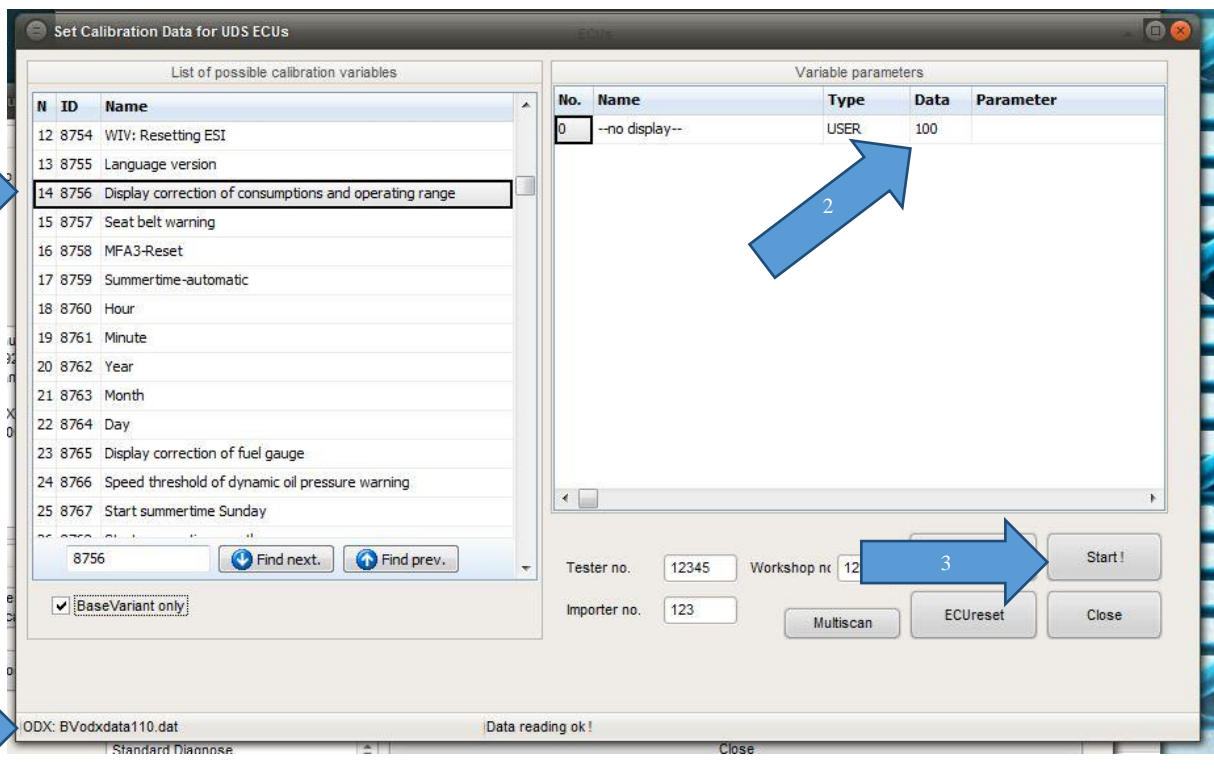 Set Calibration Data for UDS ECUs
List of possible calibration variables
N ID Name
12 8754 WIV: Resetting ESI
13 8755 Language version
14 8756 Display correction of consumptions and operating range
15 8757 Seat belt warning
16 8758 MFA3-Reset
17 8759 Summertime-automatic
18 8760 Hour
19 8761 Minute
20 8762 Year
21 8763 Month
22 8764 Day
23 8765 Display correction of fuel gauge
24 8766 Speed threshold of dynamic oil pressure warning
25 8767 Start summertime Sunday
8756 Find next. Find prev.
BaseVariant only
Variable parameters
No. Name Type Data Parameter
0 --no display-- USER 100
2
Tester no. 12345 Workshop nc 12
3
Start !
Importer no. 123
Multiscan
ECUreset
Close
ODX: BVodxdata110.dat
Data reading ok !
Standard Diagnose
Close